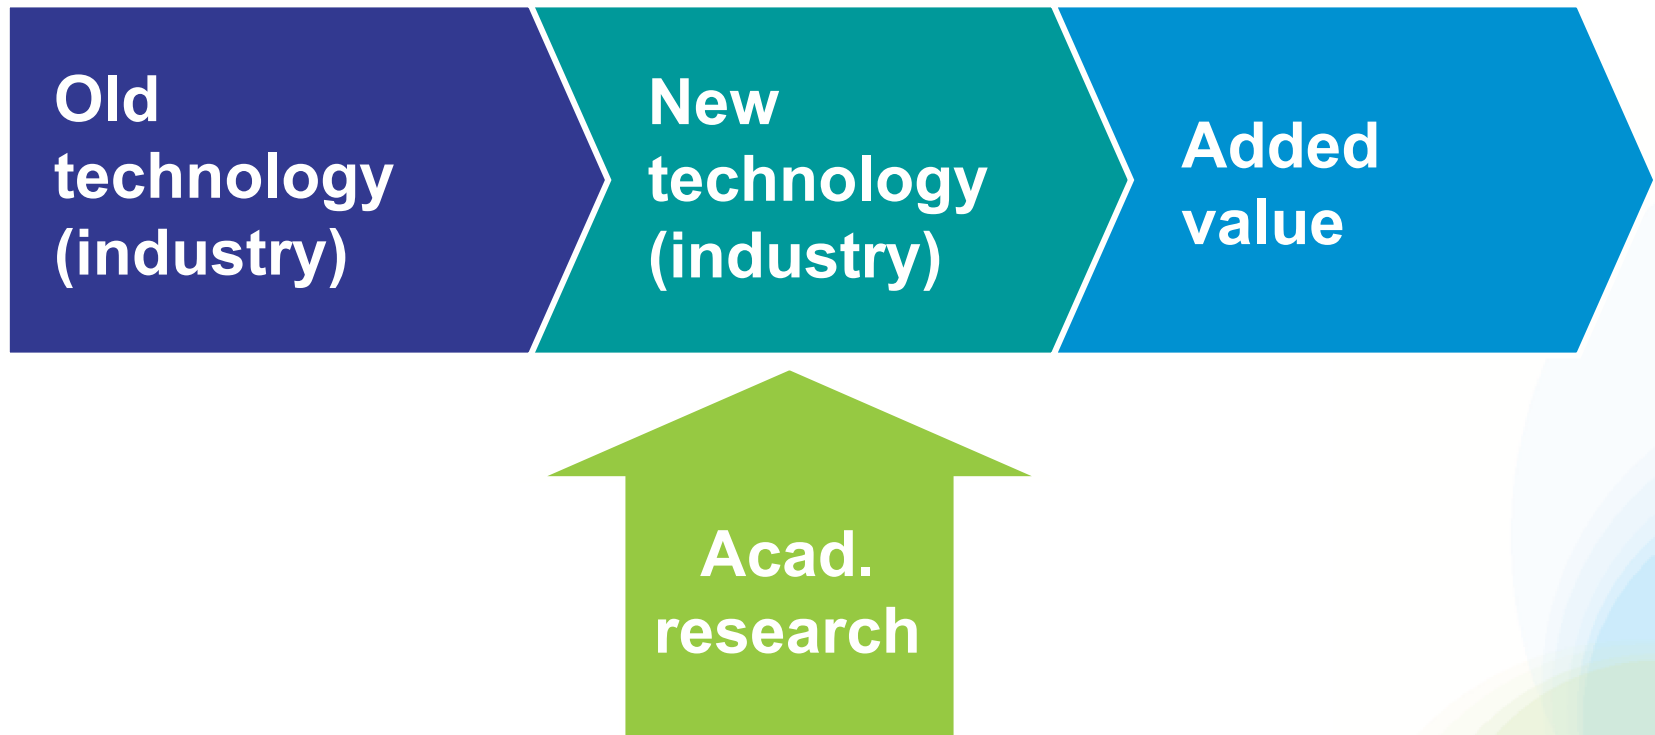 Old
technology
(industry)
New
technology
(industry)
Added
value
Acad.
research